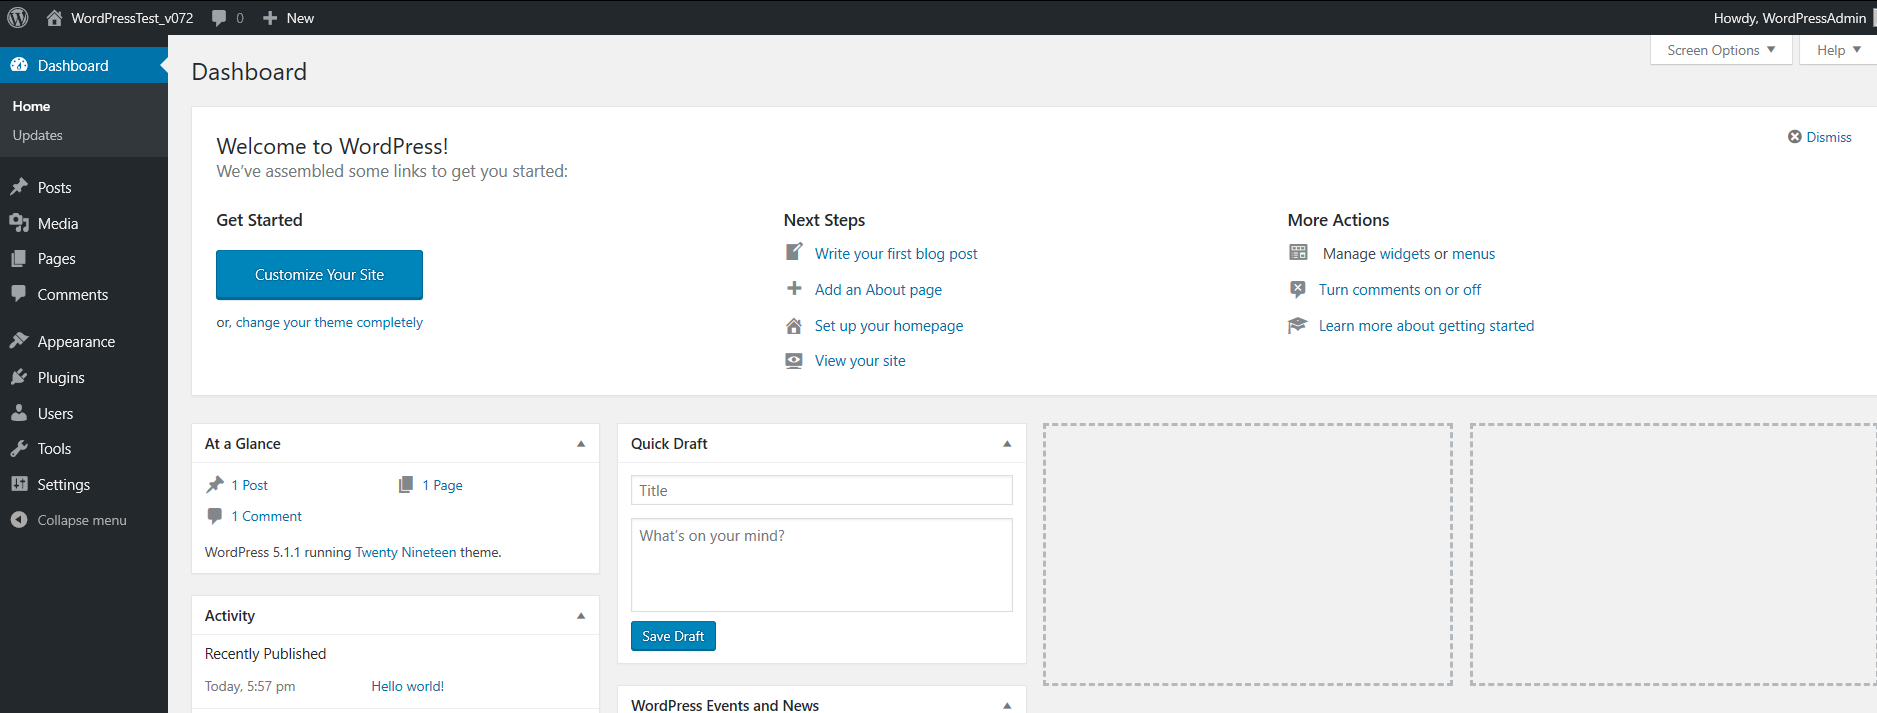 WordPressTest_v072 0 New Howdy, WordPressAdmin
Screen Options Help
Dashboard
Home
Updates
Posts
Media
Pages
Comments
Appearance
Plugins
Users
Tools
Settings
Collapse menu
Dashboard
Welcome to WordPress!
We’ve assembled some links to get you started:
Dismiss
Get Started
Customize Your Site
or, change your theme completely
Next Steps
Write your first blog post
Add an About page
Set up your homepage
View your site
More Actions
Manage widgets or menus
Turn comments on or off
Learn more about getting started
At a Glance
1 Post 1 Page
1 Comment
WordPress 5.1.1 running Twenty Nineteen theme.
Activity
Recently Published
Today, 5:57 pm Hello world!
Quick Draft
Title
What’s on your mind?
Save Draft
WordPress Events and News